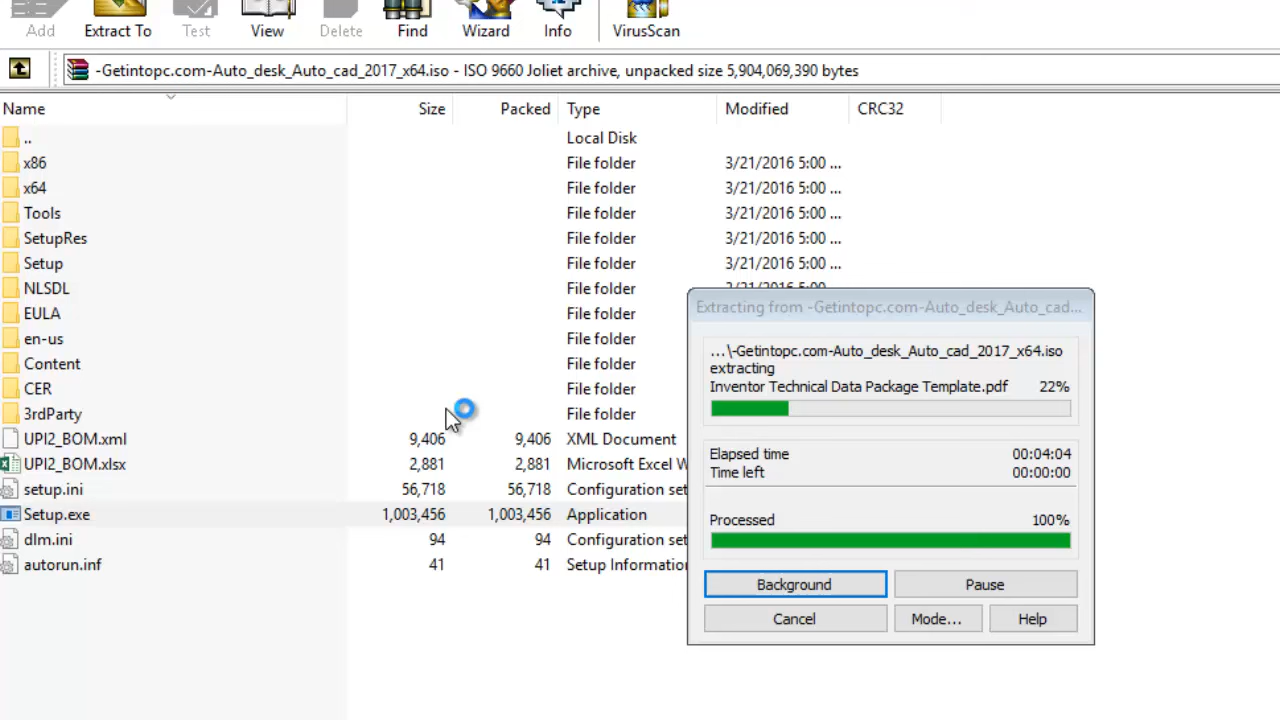 Add Extract To Test View Delete Find Wizard Info VirusScan
-Getintopc.com-Auto_desk_Auto_cad_2017_x64.iso - ISO 9660 Joliet archive, unpacked size 5,904,069,390 bytes
Name Size Packed Type Modified CRC32
.. Local Disk
x86 File folder 3/21/2016 5:00 ...
x64 File folder 3/21/2016 5:00 ...
Tools File folder 3/21/2016 5:00 ...
SetupRes File folder 3/21/2016 5:00 ...
Setup File folder 3/21/2016 5:00 ...
NLSDL File folder 3/21/2016 5:00 ...
EULA File folder
en-us File folder
Content File folder
CER File folder
3rdParty File folder
UPI2_BOM.xml 9,406 9,406 XML Document
UPI2_BOM.xlsx 2,881 2,881 Microsoft Excel W
setup.ini 56,718 56,718 Configuration set
Setup.exe 1,003,456 1,003,456 Application
dlm.ini 94 94 Configuration set
autorun.inf 41 41 Setup Information
Extracting from -Getintopc.com-Auto_desk_Auto_cad...
...\-Getintopc.com-Auto_desk_Auto_cad_2017_x64.iso
extracting
Inventor Technical Data Package Template.pdf 22%
Elapsed time 00:04:04
Time left 00:00:00
Processed 100%
Background Pause
Cancel Mode... Help